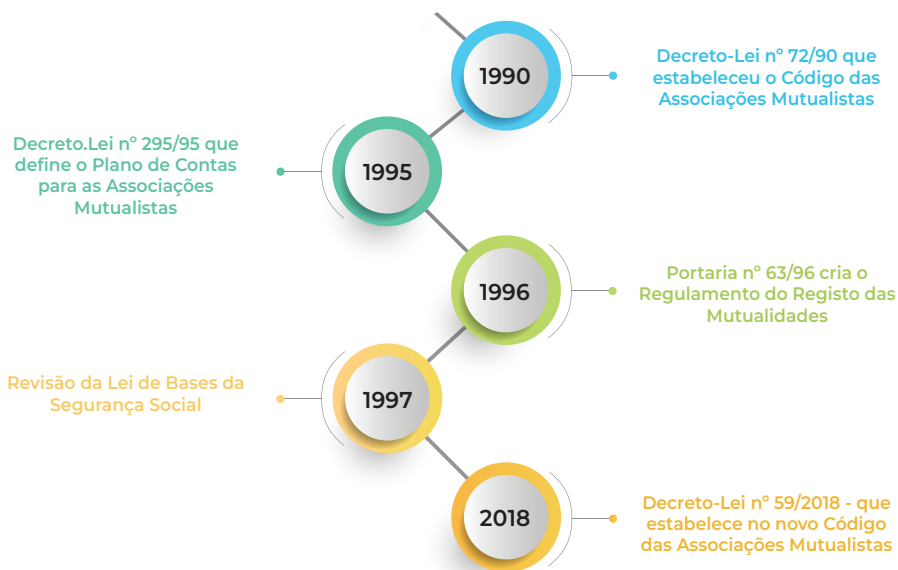 1990
Decreto-Lei nº 72/90 que
estabeleceu o Código das
Associações Mutualistas
Decreto.Lei nº 295/95 que
define o Plano de Contas
para as Associações
Mutualistas
1995
1996
Portaria nº 63/96 cria o
Regulamento do Registo das
Mutualidades
Revisão da Lei de Bases da
Segurança Social
1997
2018
Decreto-Lei nº 59/2018 - que
estabelece no novo Código
das Associações Mutualistas